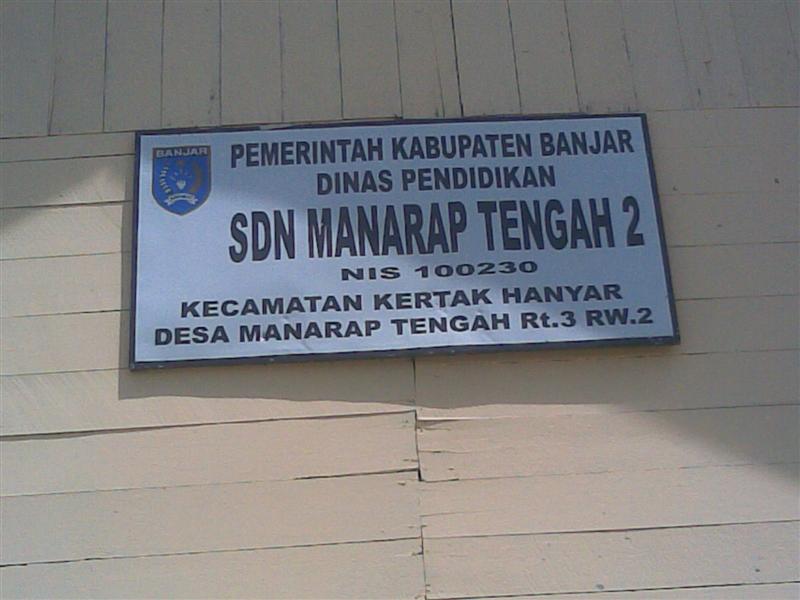 BANJAR
PEMERINTAH KABUPATEN BANJAR
DINAS PENDIDIKAN
SDN MANARAP TENGAH 2
NIS 100230
KECAMATAN KERTAK HANYAR
DESA MANARAP TENGAH Rt.3 RW.2